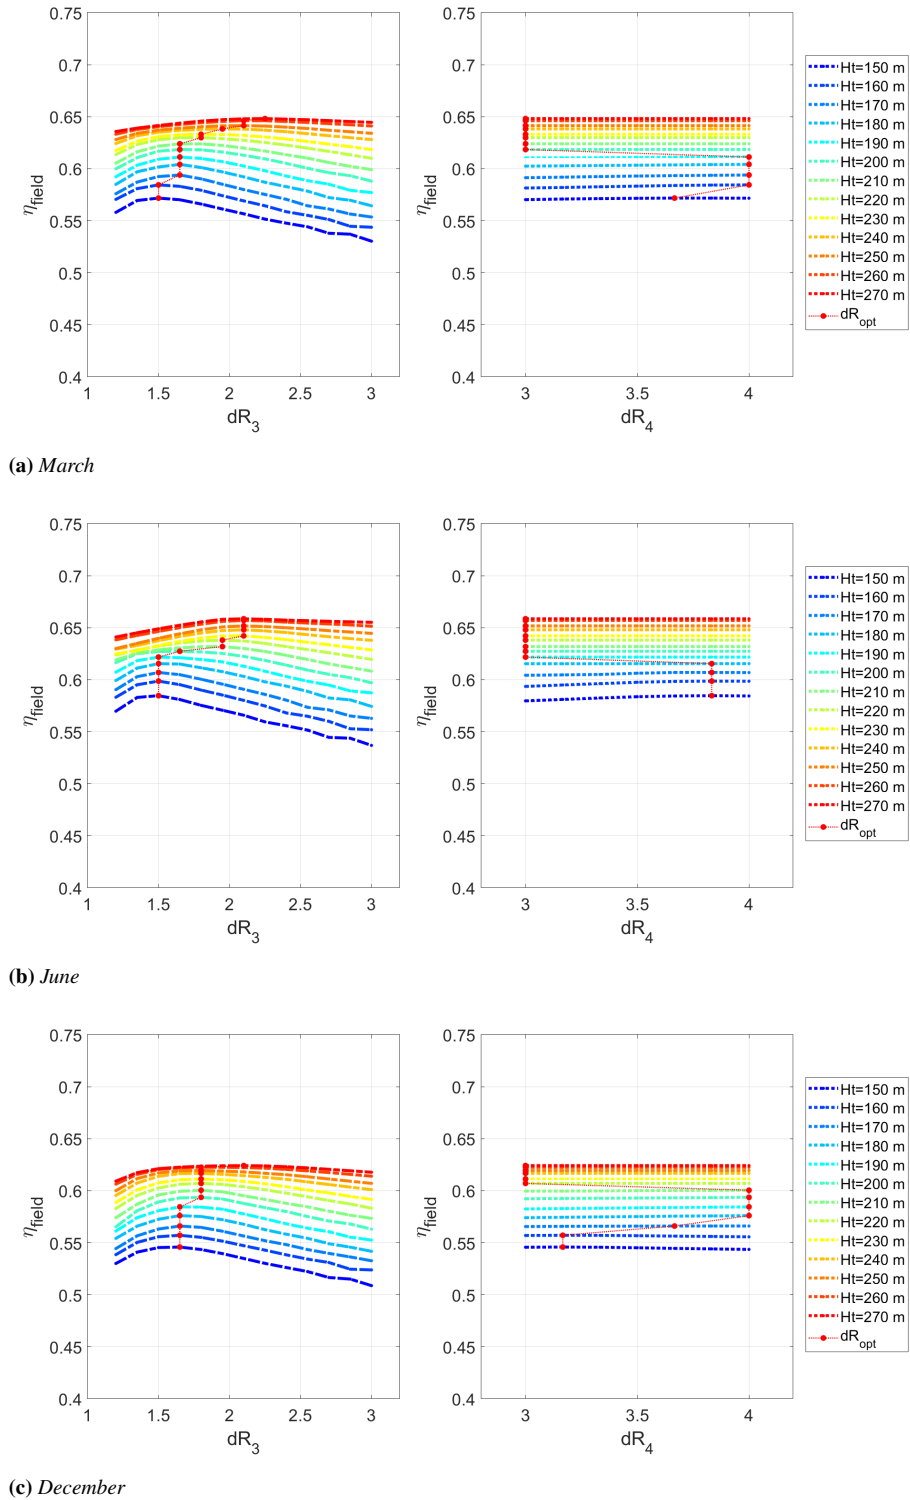 0.75
0.7
0.65
0.6
0.55
0.5
0.45
0.4
η_field
1 1.5 2 2.5 3
dR_3
0.75
0.7
0.65
0.6
0.55
0.5
0.45
0.4
η_field
3 3.5 4
dR_4
Ht=150 m
Ht=160 m
Ht=170 m
Ht=180 m
Ht=190 m
Ht=200 m
Ht=210 m
Ht=220 m
Ht=230 m
Ht=240 m
Ht=250 m
Ht=260 m
Ht=270 m
dR_opt
(a) March
0.75
0.7
0.65
0.6
0.55
0.5
0.45
0.4
η_field
1 1.5 2 2.5 3
dR_3
0.75
0.7
0.65
0.6
0.55
0.5
0.45
0.4
η_field
3 3.5 4
dR_4
Ht=150 m
Ht=160 m
Ht=170 m
Ht=180 m
Ht=190 m
Ht=200 m
Ht=210 m
Ht=220 m
Ht=230 m
Ht=240 m
Ht=250 m
Ht=260 m
Ht=270 m
dR_opt
(b) June
0.75
0.7
0.65
0.6
0.55
0.5
0.45
0.4
η_field
1 1.5 2 2.5 3
dR_3
0.75
0.7
0.65
0.6
0.55
0.5
0.45
0.4
η_field
3 3.5 4
dR_4
Ht=150 m
Ht=160 m
Ht=170 m
Ht=180 m
Ht=190 m
Ht=200 m
Ht=210 m
Ht=220 m
Ht=230 m
Ht=240 m
Ht=250 m
Ht=260 m
Ht=270 m
dR_opt
(c) December